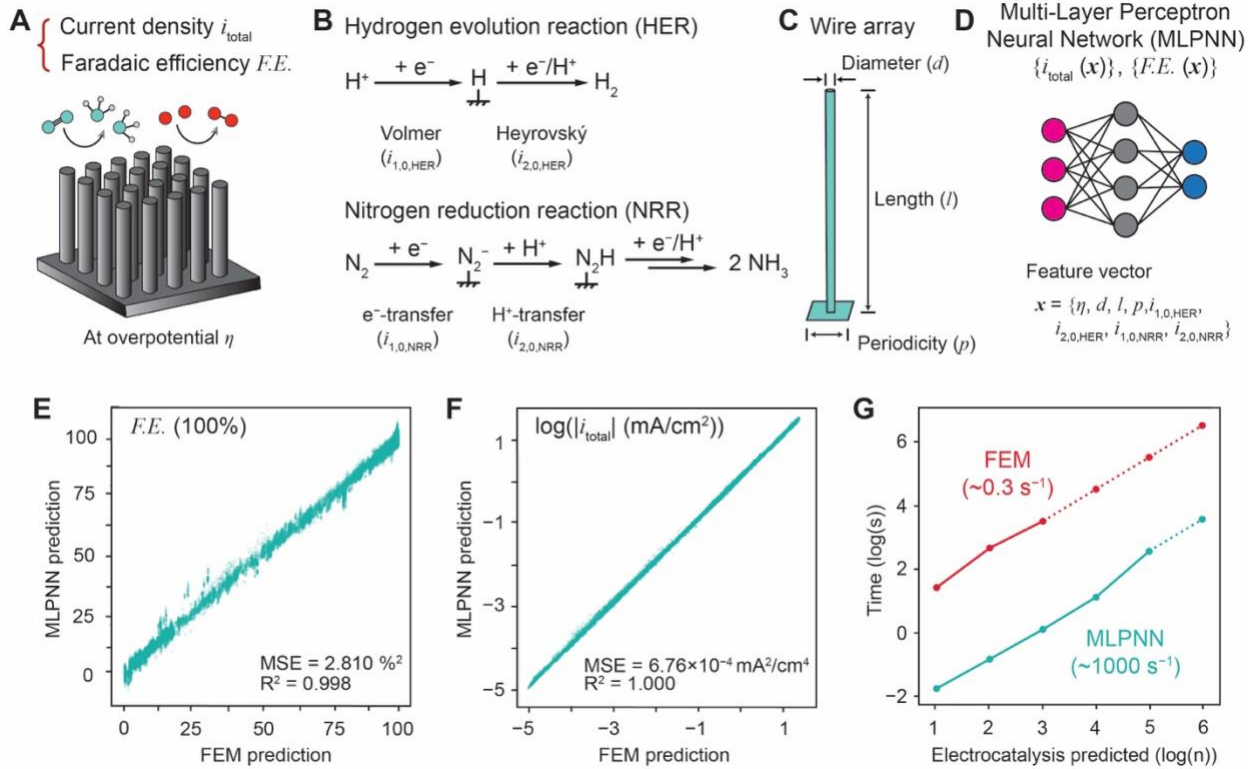 A
Current density i_total
Faradaic efficiency F.E.
At overpotential η
B
Hydrogen evolution reaction (HER)
H⁺ + e⁻ H + e⁻/H⁺ H₂
Volmer Heyrovský
(i_1,0,HER) (i_2,0,HER)
Nitrogen reduction reaction (NRR)
N₂ + e⁻ N₂⁻ + H⁺ N₂H + e⁻/H⁺ 2 NH₃
e⁻-transfer H⁺-transfer
(i_1,0,NRR) (i_2,0,NRR)
C Wire array
Diameter (d)
Length (l)
Periodicity (p)
D
Multi-Layer Perceptron
Neural Network (MLPNN)
{i_total (x)}, {F.E. (x)}
Feature vector
x = {η, d, l, p,i_1,0,HER,
i_2,0,HER, i_1,0,NRR, i_2,0,NRR}
E
F.E. (100%)
MLPNN prediction
100
75
50
25
0
MSE = 2.810 %²
R² = 0.998
0 25 50 75 100
FEM prediction
F
log(|i_total| (mA/cm²))
MLPNN prediction
1
−1
−3
−5
MSE = 6.76×10⁻⁴ mA²/cm⁴
R² = 1.000
−5 −3 −1 1
FEM prediction
G
Time (log(s))
6
4
2
0
−2
FEM
(~0.3 s⁻¹)
MLPNN
(~1000 s⁻¹)
1 2 3 4 5 6
Electrocatalysis predicted (log(n))